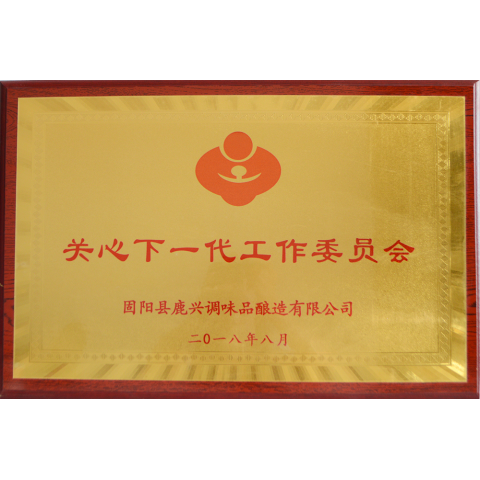 关心下一代工作委员会
固阳县鹿兴调味品酿造有限公司
二0一八年八月